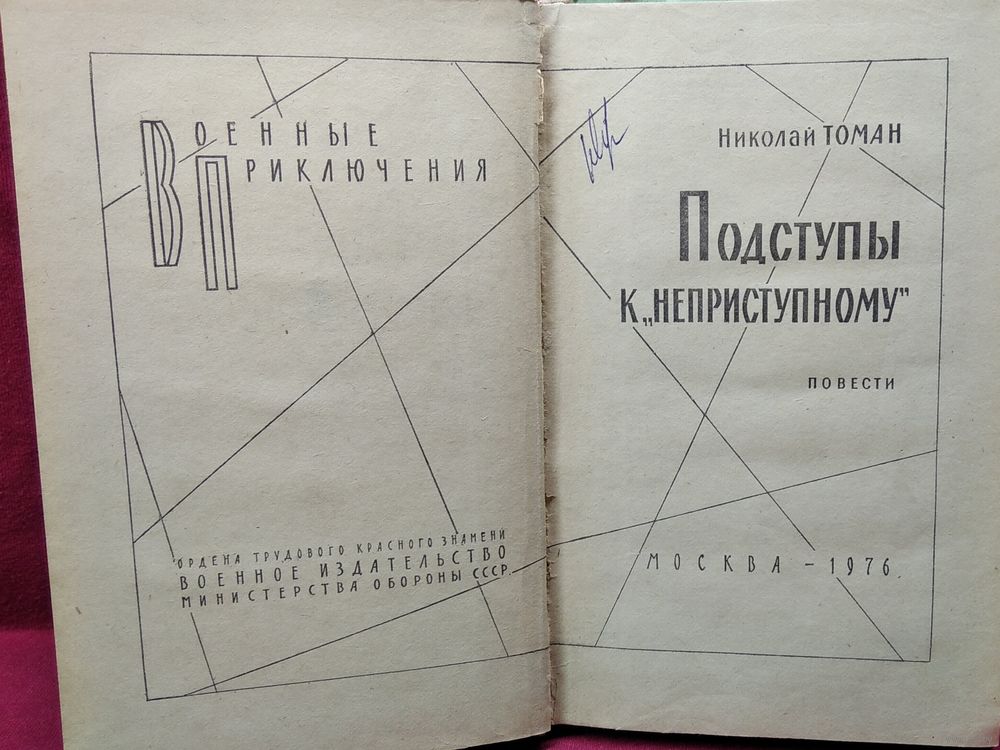 Военные
Приключения
ОРДЕНА ТРУДОВОГО КРАСНОГО ЗНАМЕНИ
ВОЕННОЕ ИЗДАТЕЛЬСТВО
МИНИСТЕРСТВА ОБОРОНЫ СССР
Николай ТОМАН
Подступы
к „НЕПРИСТУПНОМУ"
ПОВЕСТИ
МОСКВА – 1976